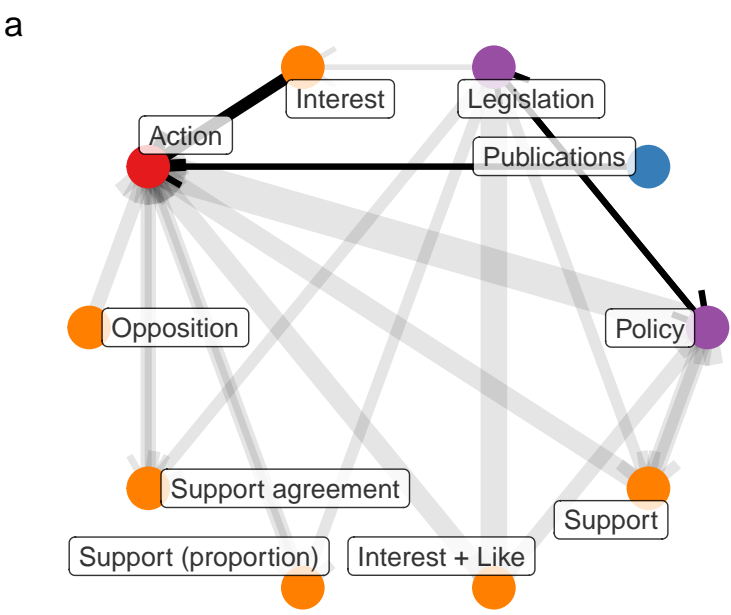 a
Interest
Legislation
Action
Publications
Opposition
Policy
Support agreement
Support
Support (proportion)
Interest + Like